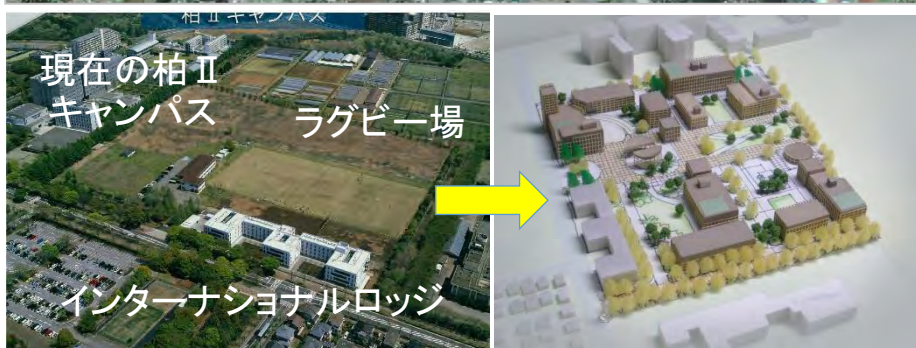 柏Ⅱキャンパス
現在の柏Ⅱ
キャンパス
ラグビー場
インターナショナルロッジ